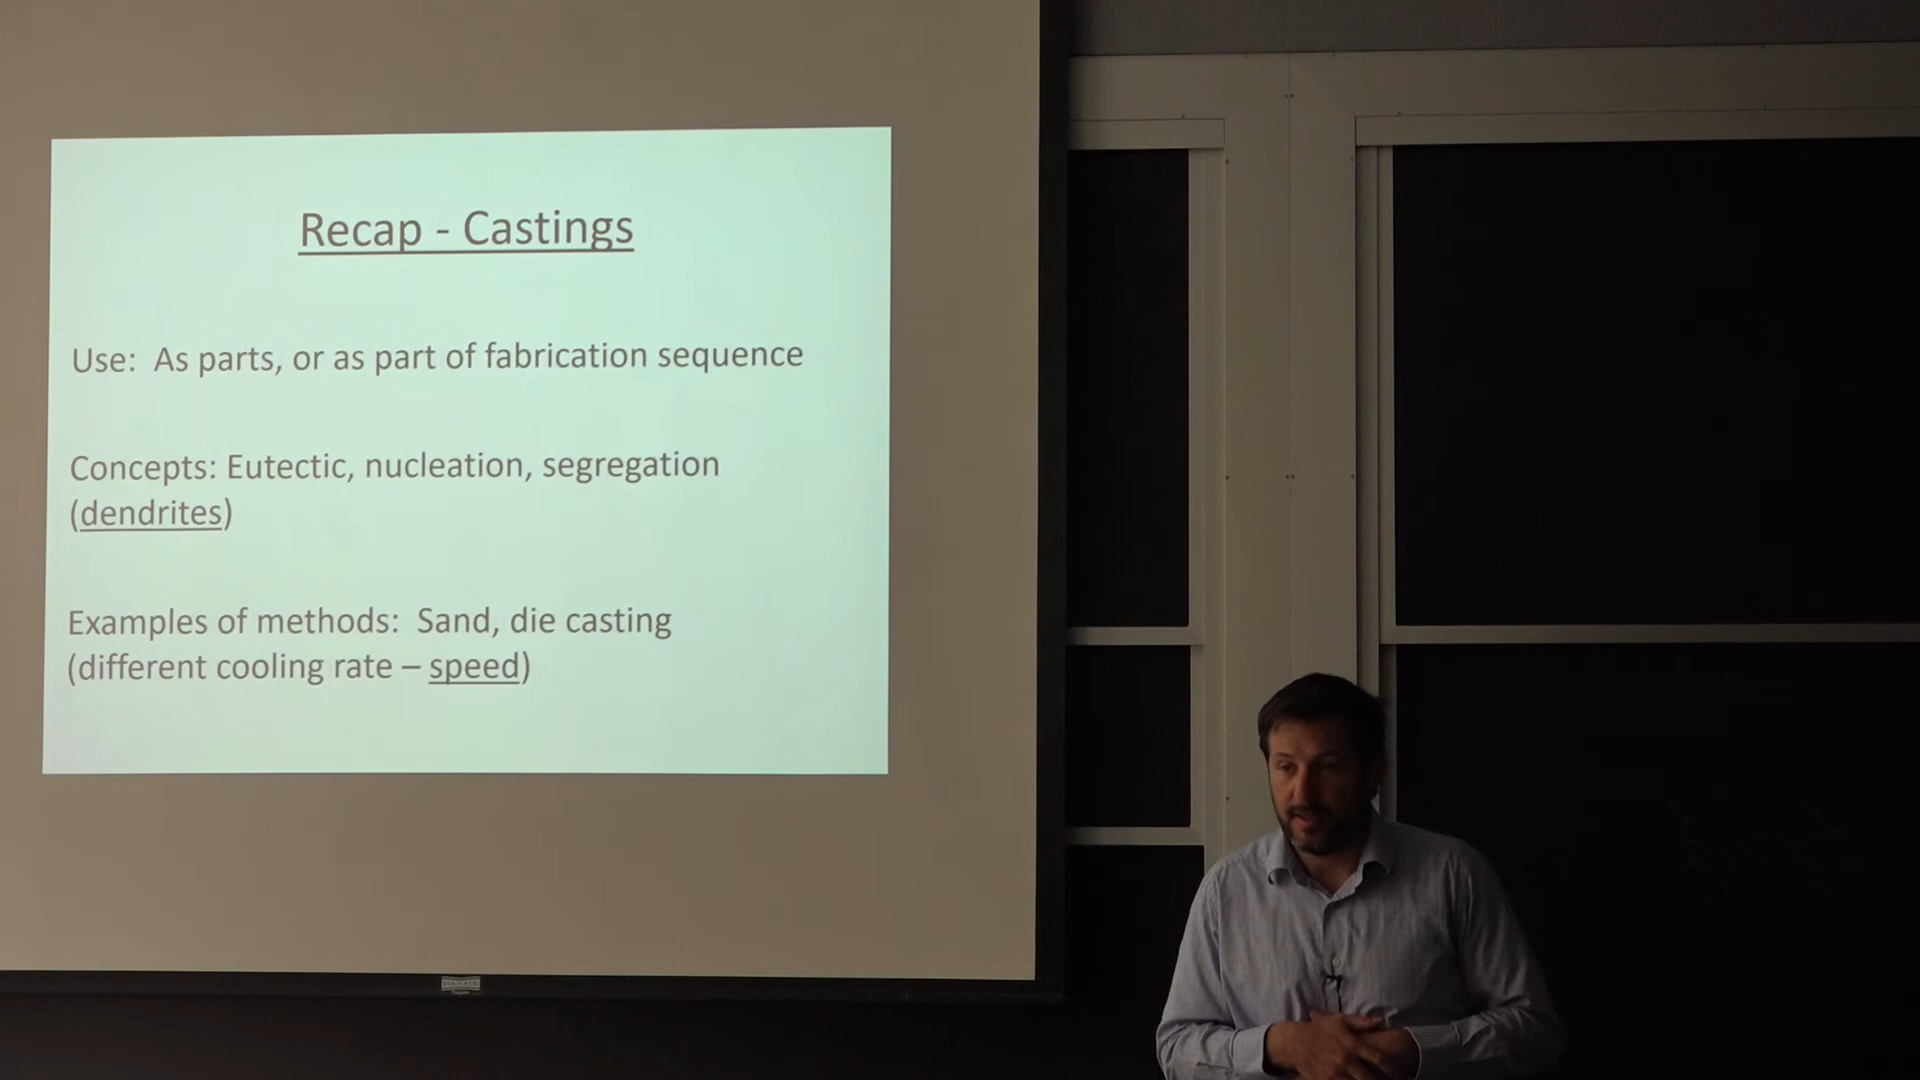 Recap - Castings
Use: As parts, or as part of fabrication sequence
Concepts: Eutectic, nucleation, segregation
(dendrites)
Examples of methods: Sand, die casting
(different cooling rate – speed)